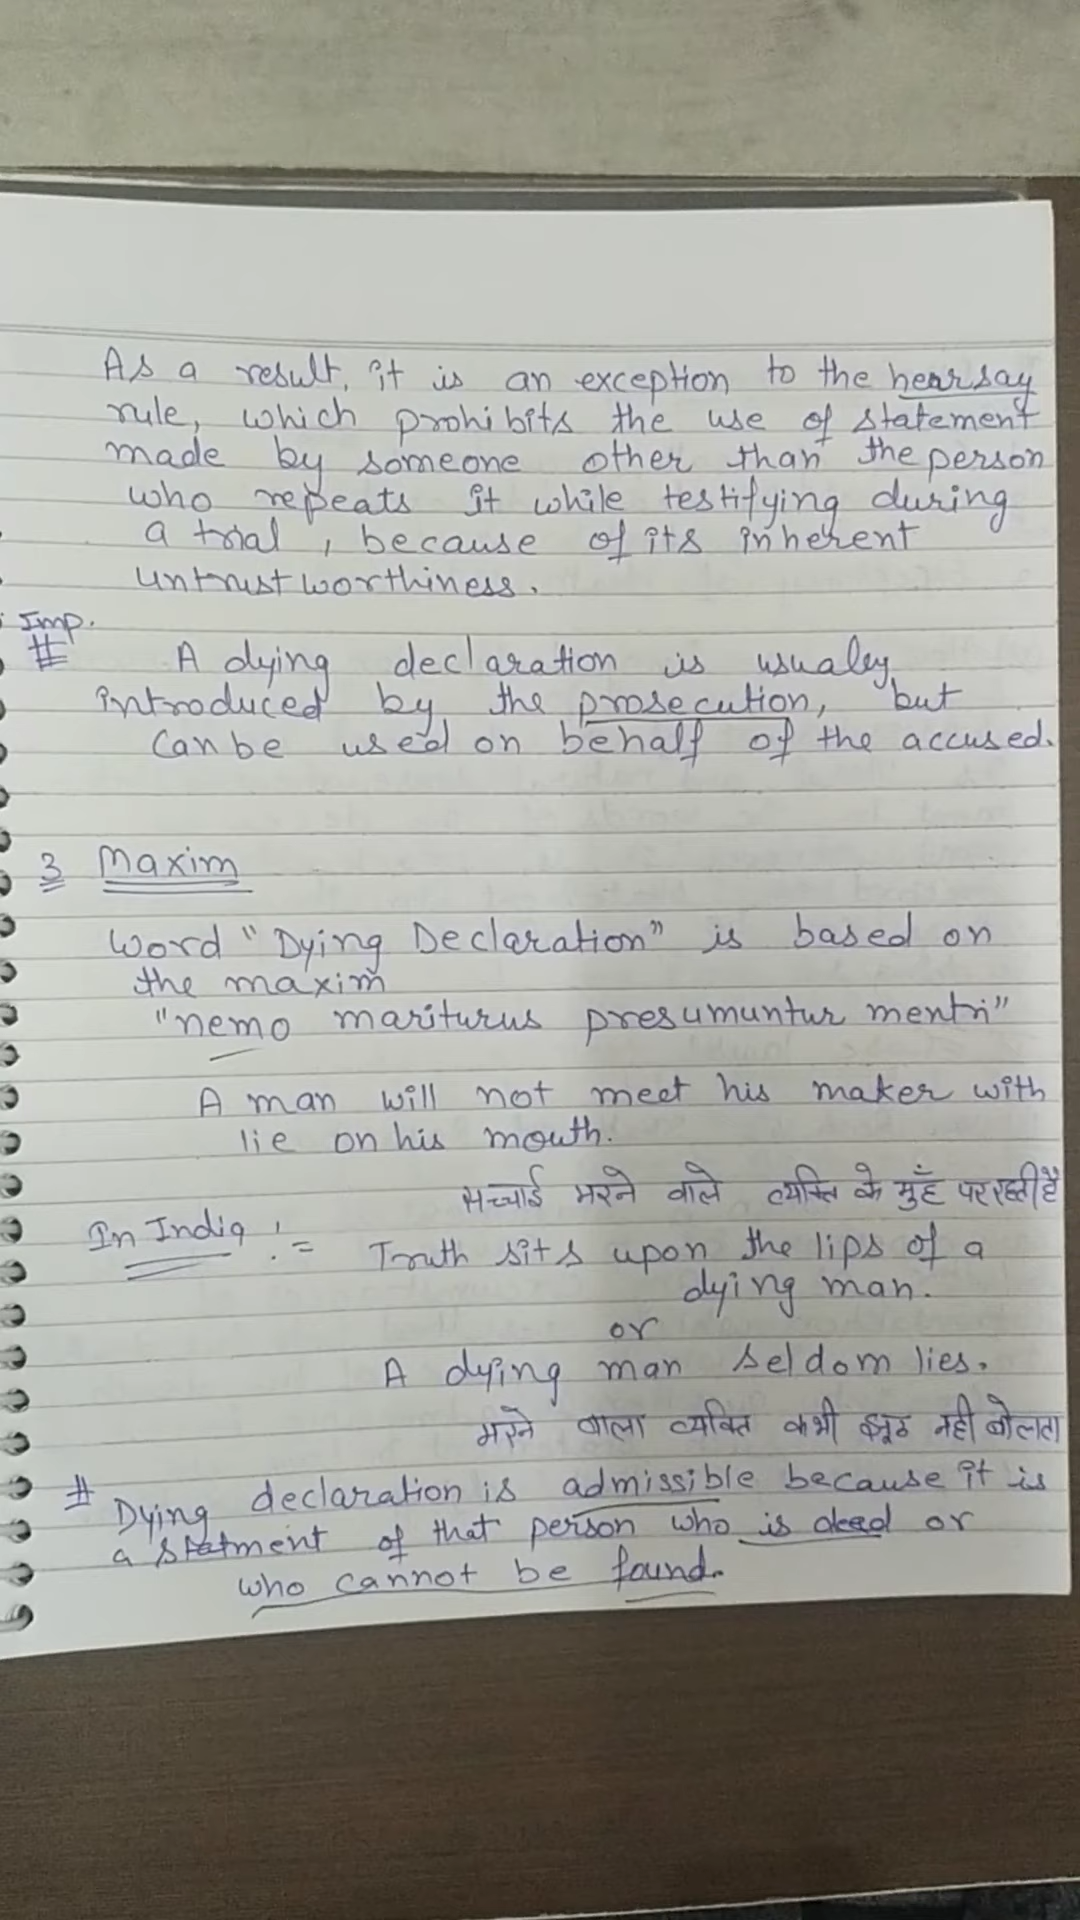 As a result, it is an exception to the hearsay
rule, which prohibits the use of statement
made by someone other than the person
who repeats it while testifying during
a trial, because of its inherent
untrustworthiness.
Imp.
# A dying declaration is usualey
introduced by the prosecution, but
can be used on behalf of the accused.
3 Maxim
Word "Dying Declaration" is based on
the maxim
"nemo mariturus presumuntur mentri"
A man will not meet his maker with
lie on his mouth.
सच्चाई मरने वाले व्यक्ति के मुहँ पर रहती है
In India := Truth sits upon the lips of a
dying man.
or
A dying man seldom lies.
मरने वाला व्यक्ति कभी झूठ नही बोलता
# Dying declaration is admissible because it is
a statment of that person who is dead or
who cannot be found.